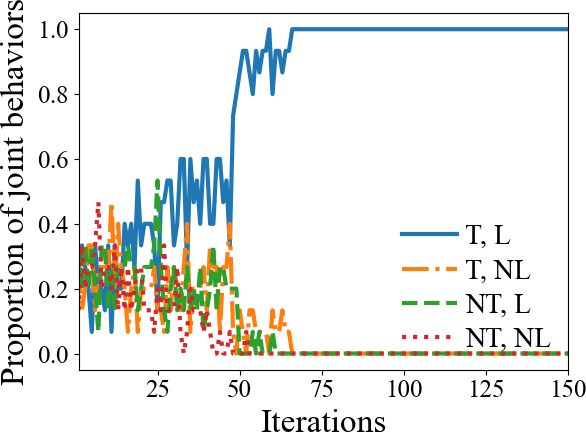 Proportion of joint behaviors
1.0
0.8
0.6
0.4
0.2
0.0
T, L
T, NL
NT, L
NT, NL
25 50 75 100 125 150
Iterations